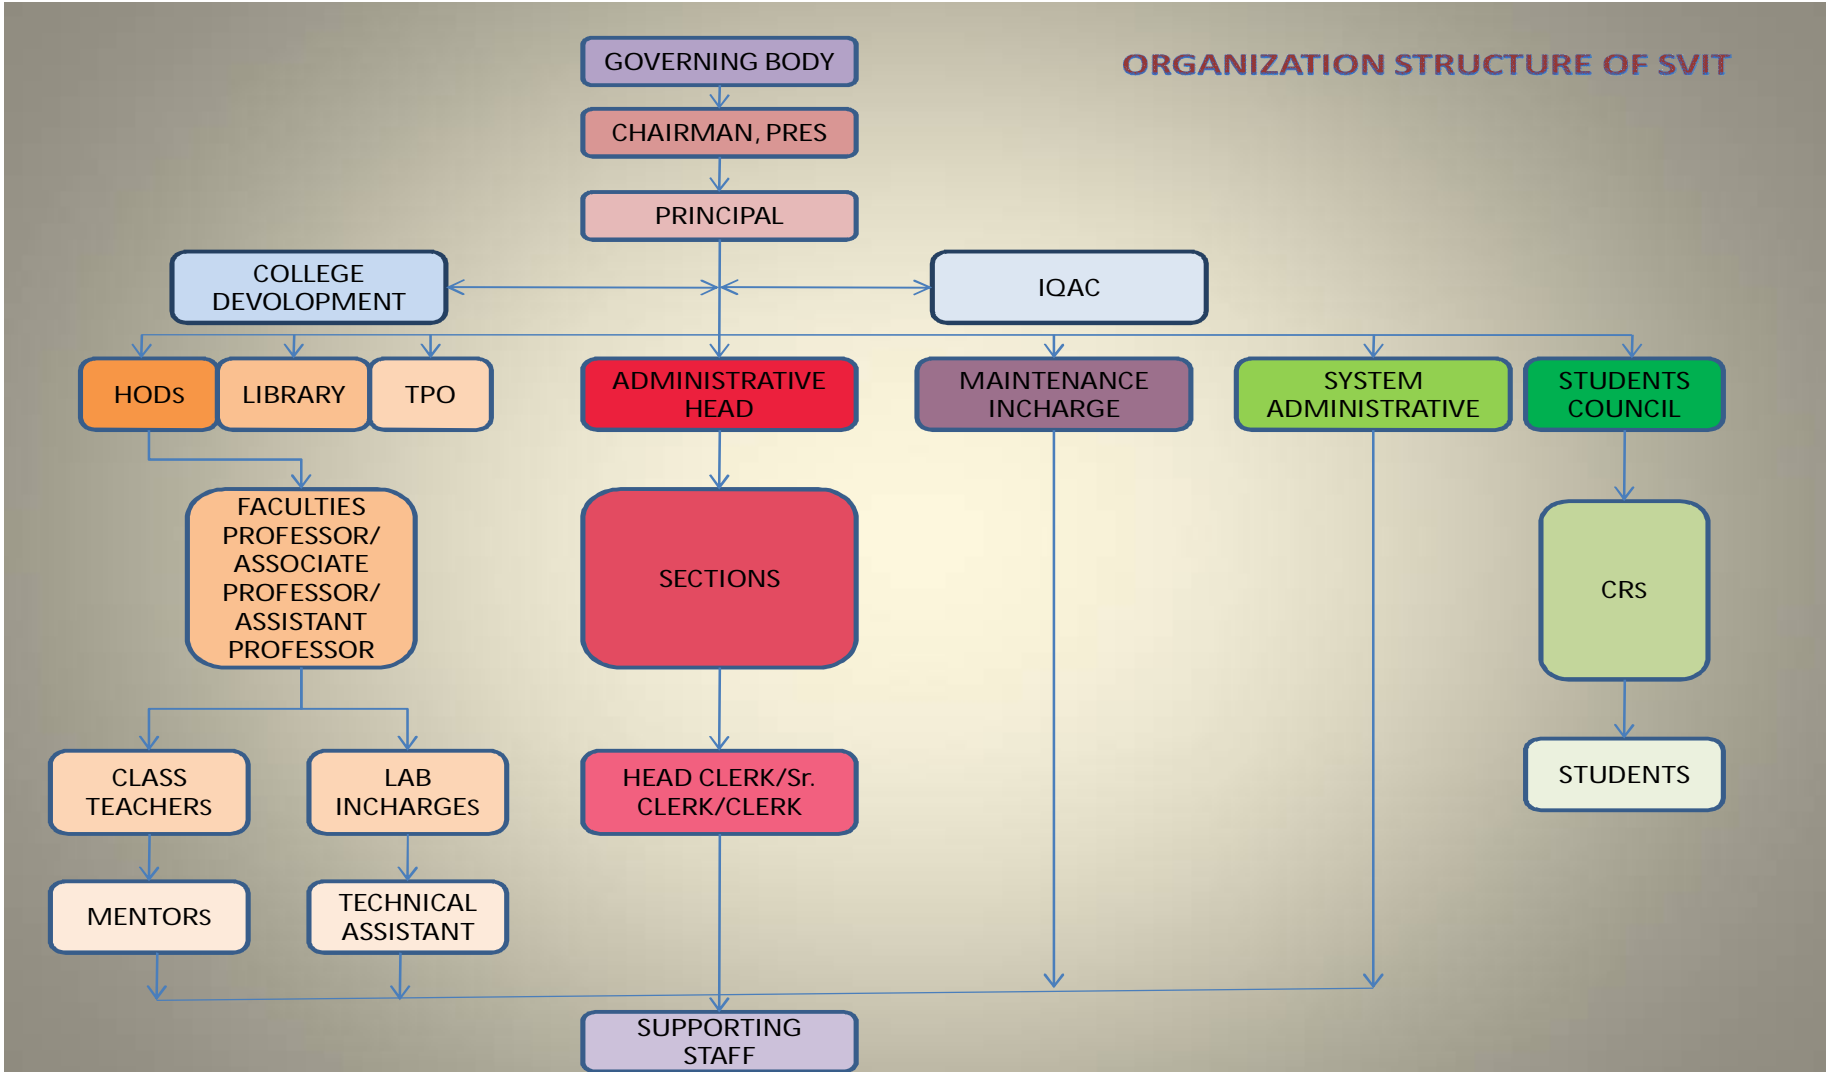 GOVERNING BODY
ORGANIZATION STRUCTURE OF SVIT
CHAIRMAN, PRES
PRINCIPAL
COLLEGE
DEVOLOPMENT
IQAC
HODs
LIBRARY
TPO
ADMINISTRATIVE
HEAD
MAINTENANCE
INCHARGE
SYSTEM
ADMINISTRATIVE
STUDENTS
COUNCIL
FACULTIES
PROFESSOR/
ASSOCIATE
PROFESSOR/
ASSISTANT
PROFESSOR
SECTIONS
CRs
CLASS
TEACHERs
LAB
INCHARGEs
HEAD CLERK/Sr.
CLERK/CLERK
STUDENTS
MENTORs
TECHNICAL
ASSISTANT
SUPPORTING
STAFF